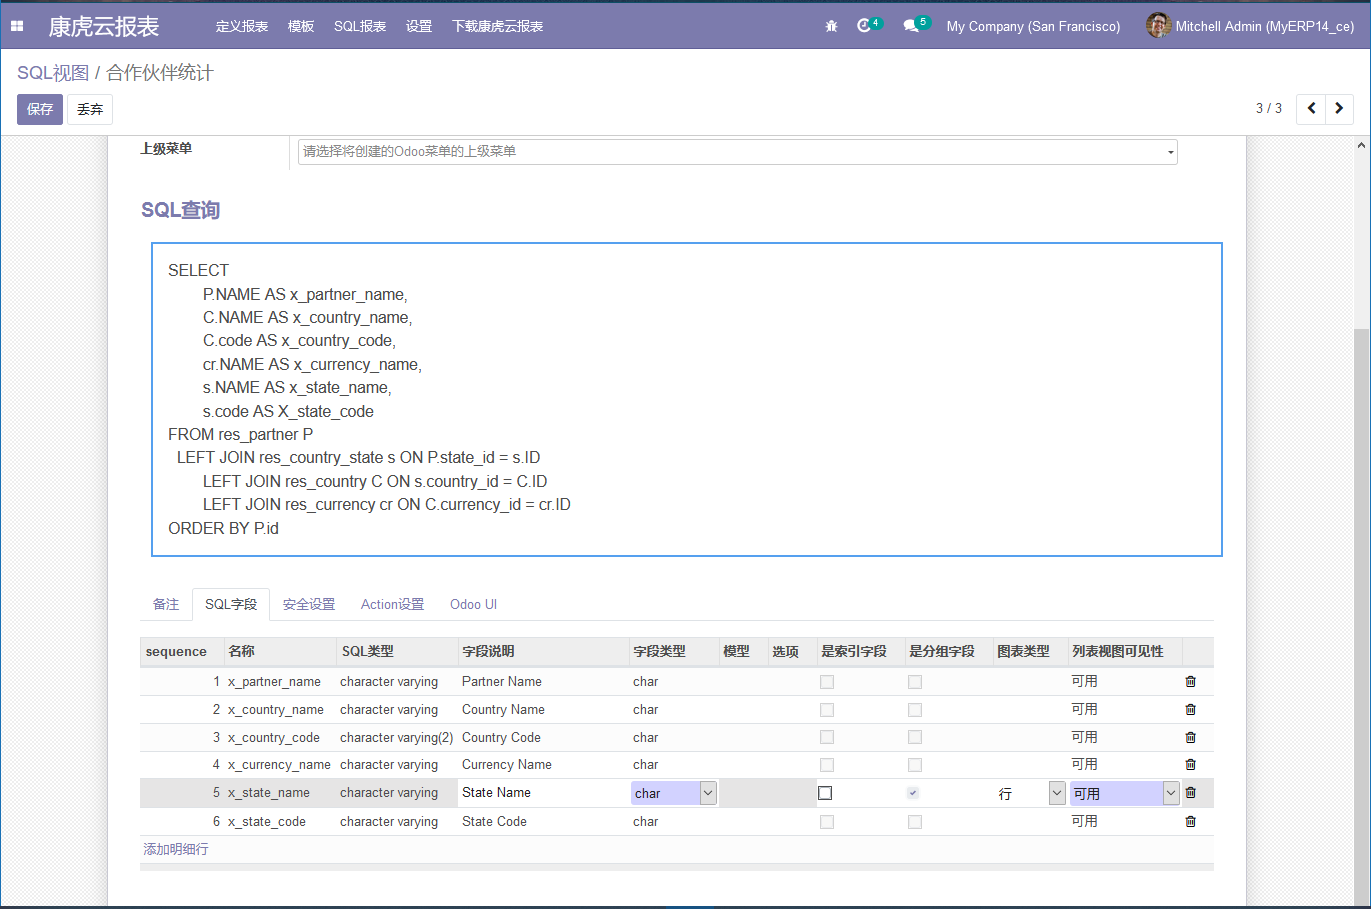 康虎云报表 定义报表 模板 SQL报表 设置 下载康虎云报表 4 5 My Company (San Francisco) Mitchell Admin (MyERP14_ce)
SQL视图 / 合作伙伴统计
保存 丢弃 3 / 3
上级菜单 请选择将创建的Odoo菜单的上级菜单
SQL查询
SELECT
P.NAME AS x_partner_name,
C.NAME AS x_country_name,
C.code AS x_country_code,
cr.NAME AS x_currency_name,
s.NAME AS x_state_name,
s.code AS X_state_code
FROM res_partner P
LEFT JOIN res_country_state s ON P.state_id = s.ID
LEFT JOIN res_country C ON s.country_id = C.ID
LEFT JOIN res_currency cr ON C.currency_id = cr.ID
ORDER BY P.id
备注 SQL字段 安全设置 Action设置 Odoo UI
sequence 名称 SQL类型 字段说明 字段类型 模型 选项 是索引字段 是分组字段 图表类型 列表视图可见性
1 x_partner_name character varying Partner Name char 可用
2 x_country_name character varying Country Name char 可用
3 x_country_code character varying(2) Country Code char 可用
4 x_currency_name character varying Currency Name char 可用
5 x_state_name character varying State Name char 行 可用
6 x_state_code character varying State Code char 可用
添加明细行